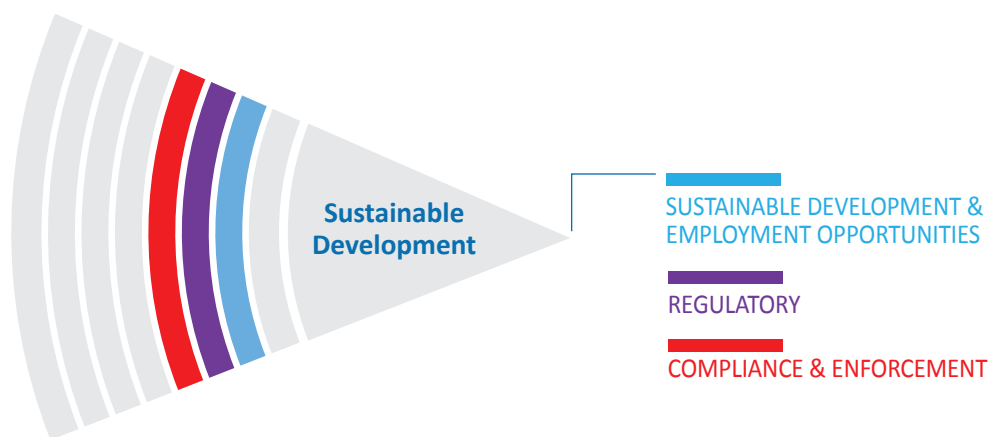 Sustainable
Development
SUSTAINABLE DEVELOPMENT &
EMPLOYMENT OPPORTUNITIES
REGULATORY
COMPLIANCE & ENFORCEMENT